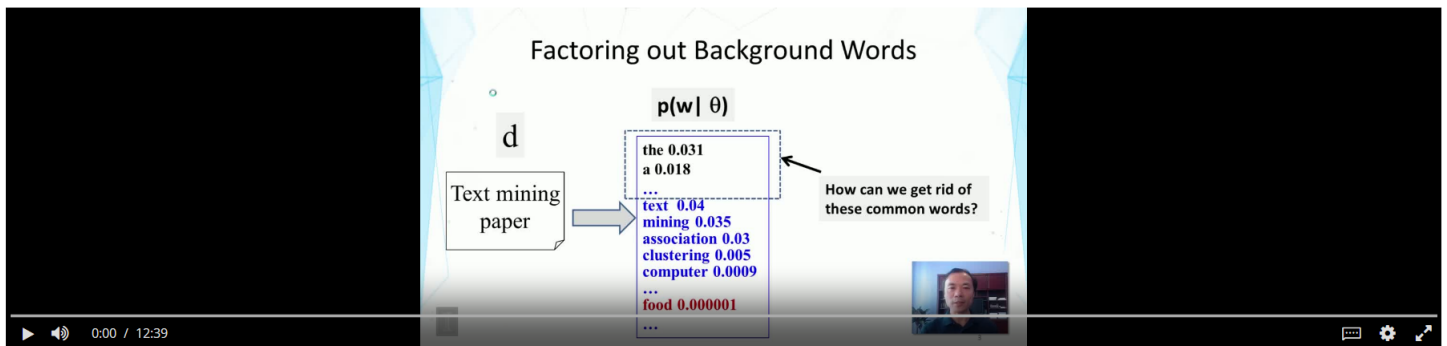 Factoring out Background Words
d
p(w| θ)
the 0.031
a 0.018
...
Text mining
paper
text 0.04
mining 0.035
association 0.03
clustering 0.005
computer 0.0009
...
food 0.000001
...
How can we get rid of
these common words?
0:00 / 12:39